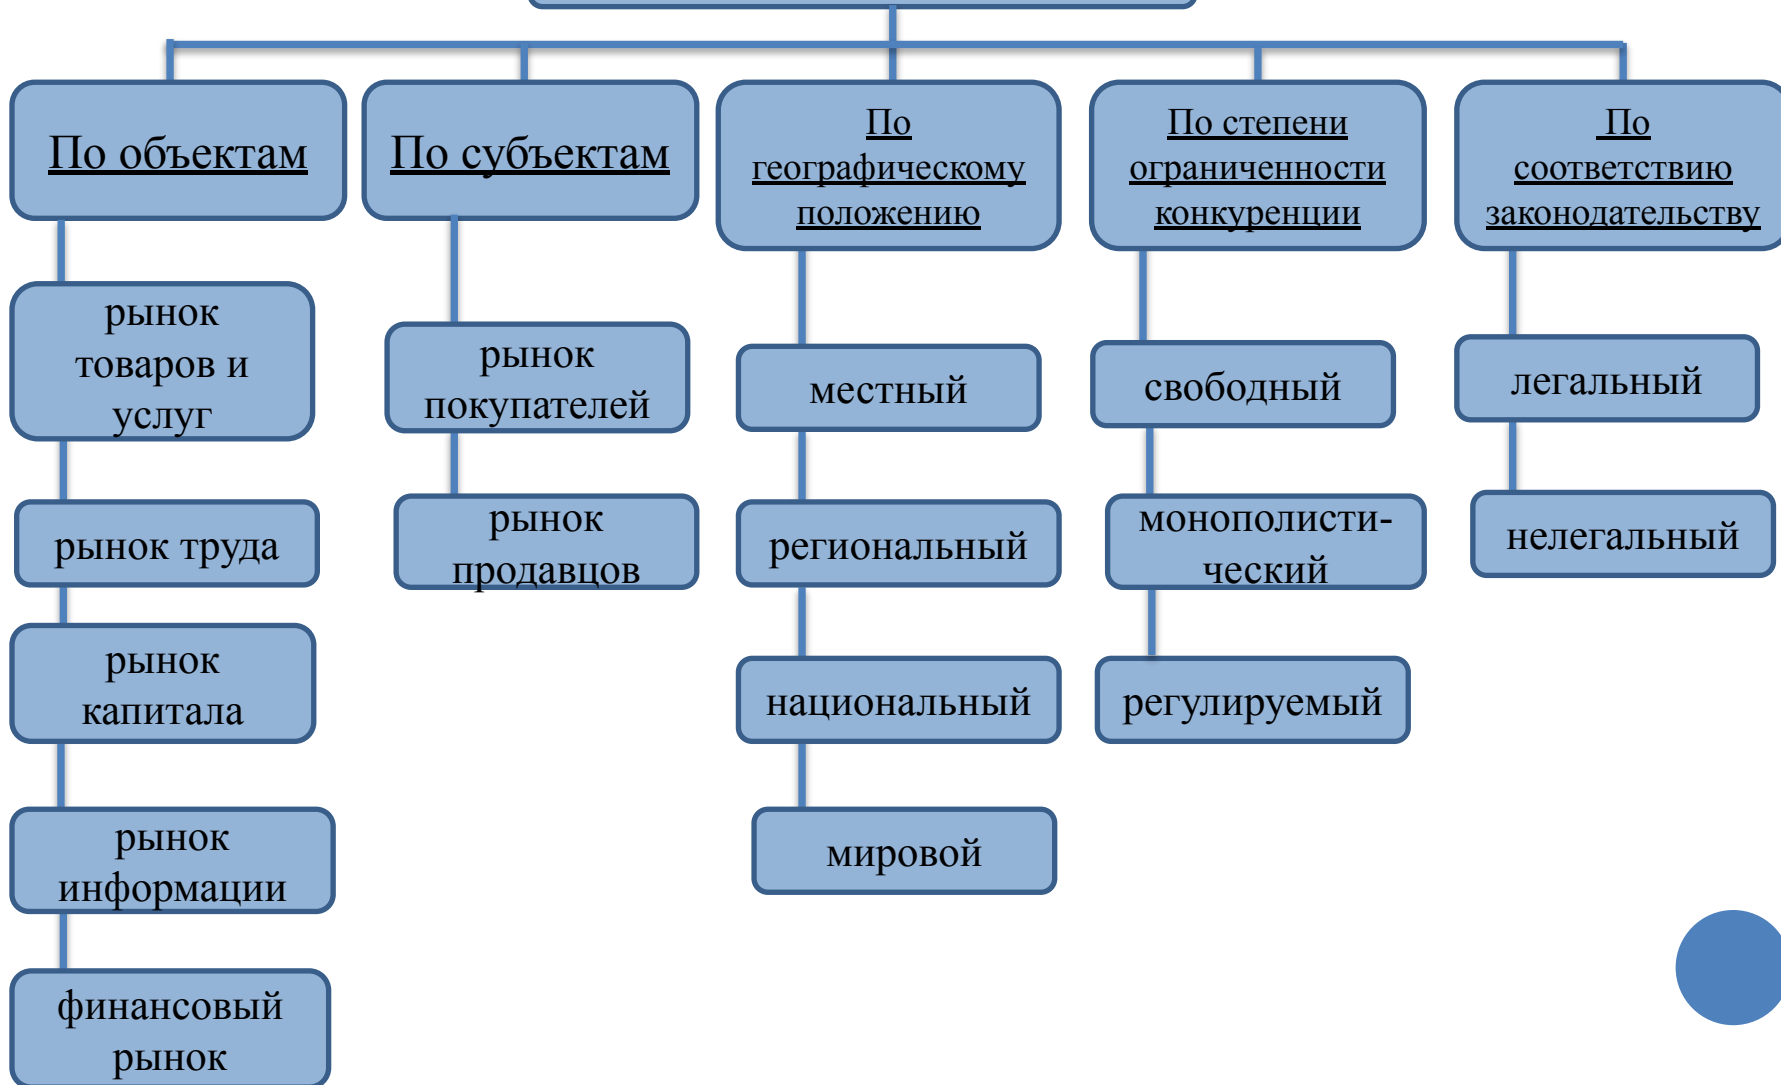 По объектам
рынок
товаров и
услуг
рынок труда
рынок
капитала
рынок
информации
финансовый
рынок
По субъектам
рынок
покупателей
рынок
продавцов
По
географическому
положению
местный
региональный
национальный
мировой
По степени
ограниченности
конкуренции
свободный
монополисти-
ческий
регулируемый
По
соответствию
законодательству
легальный
нелегальный